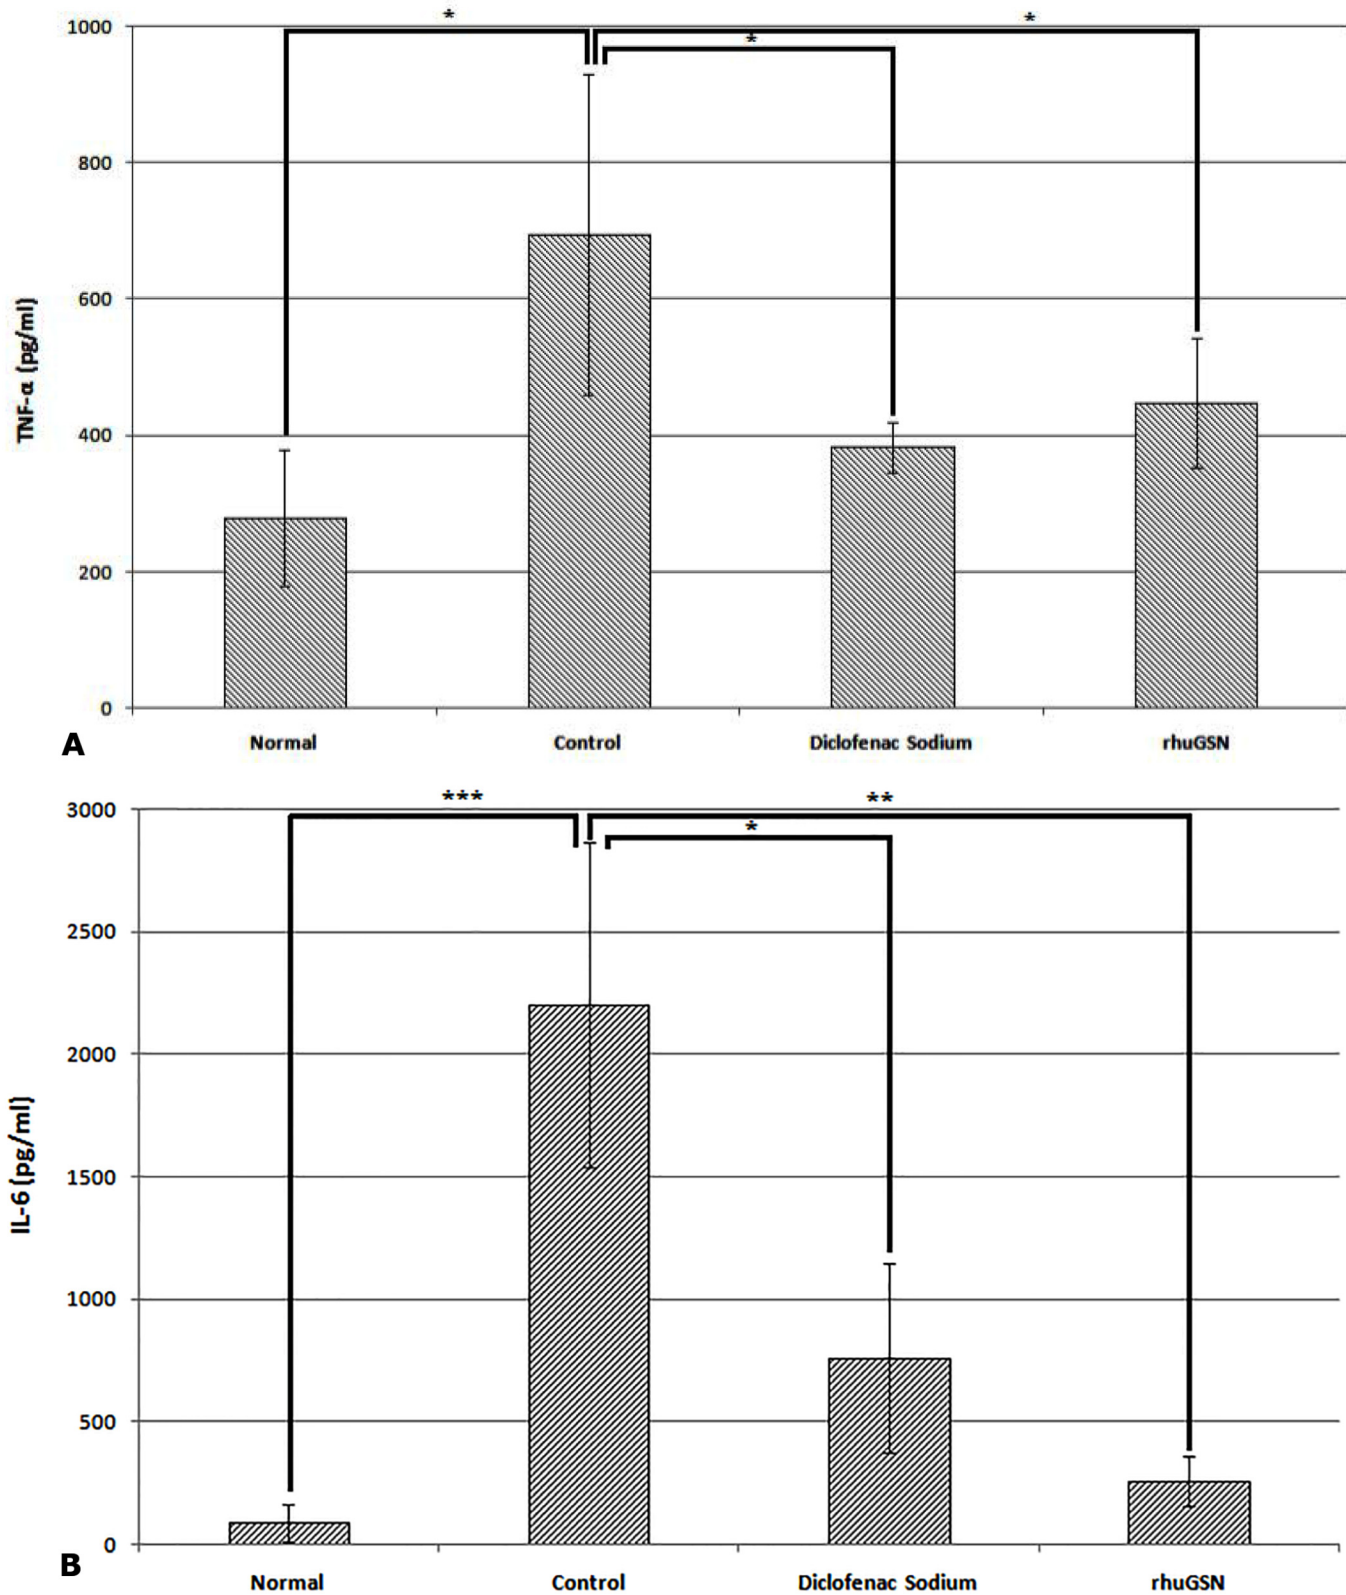 *
*
*
1000
800
600
400
200
0
TNF-α (pg/ml)
A
Normal
Control
Diclofenac Sodium
rhuGSN
***
**
*
3000
2500
2000
1500
1000
500
0
IL-6 (pg/ml)
B
Normal
Control
Diclofenac Sodium
rhuGSN